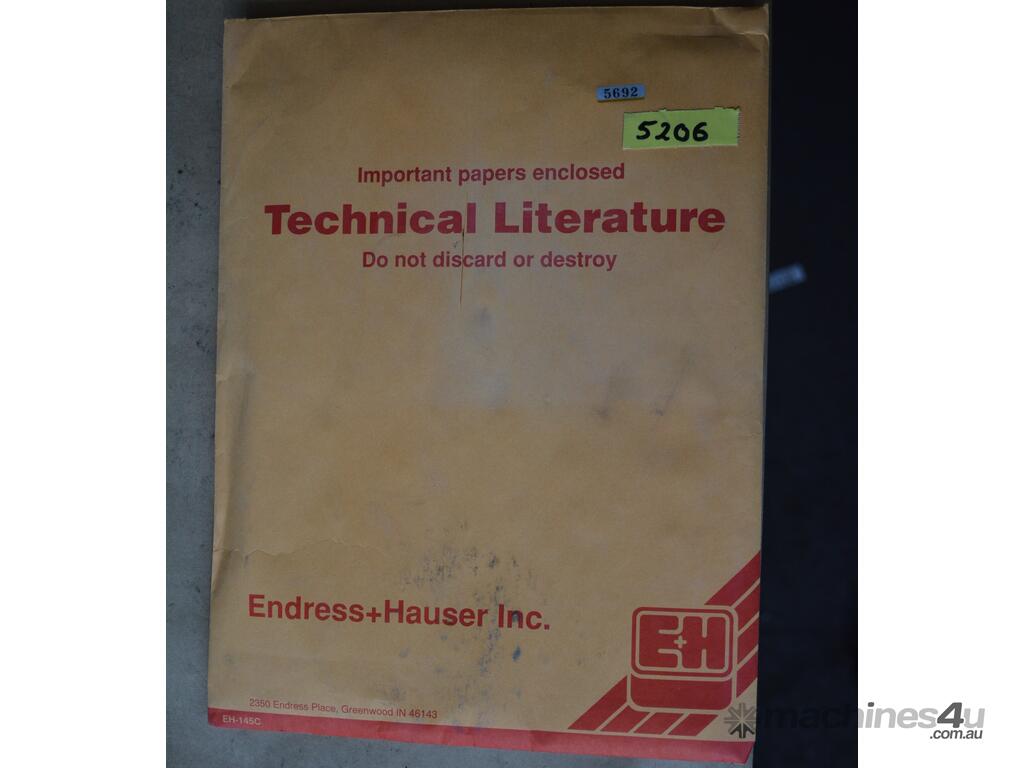 5692
5206
Important papers enclosed
Technical Literature
Do not discard or destroy
Endress+Hauser Inc.
E+H
2350 Endress Place, Greenwood IN 46143
EH-145C
machines4u
.com.au